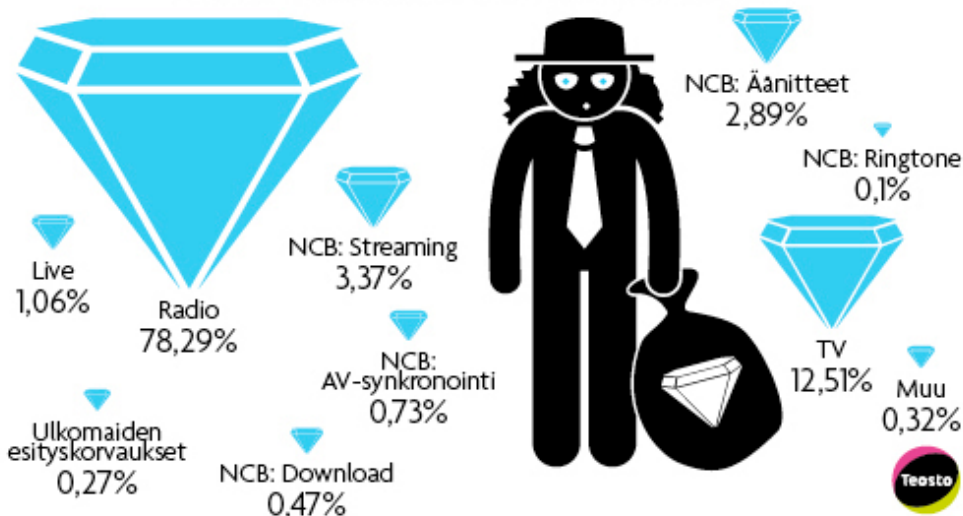 NCB: Äänitteet
2,89%
NCB: Ringtone
0,1%
Live
1,06%
Radio
78,29%
NCB: Streaming
3,37%
NCB:
AV-synkronointi
0,73%
TV
12,51%
Muu
0,32%
Ulkomaiden
esityskorvaukset
0,27%
NCB: Download
0,47%
Teosto